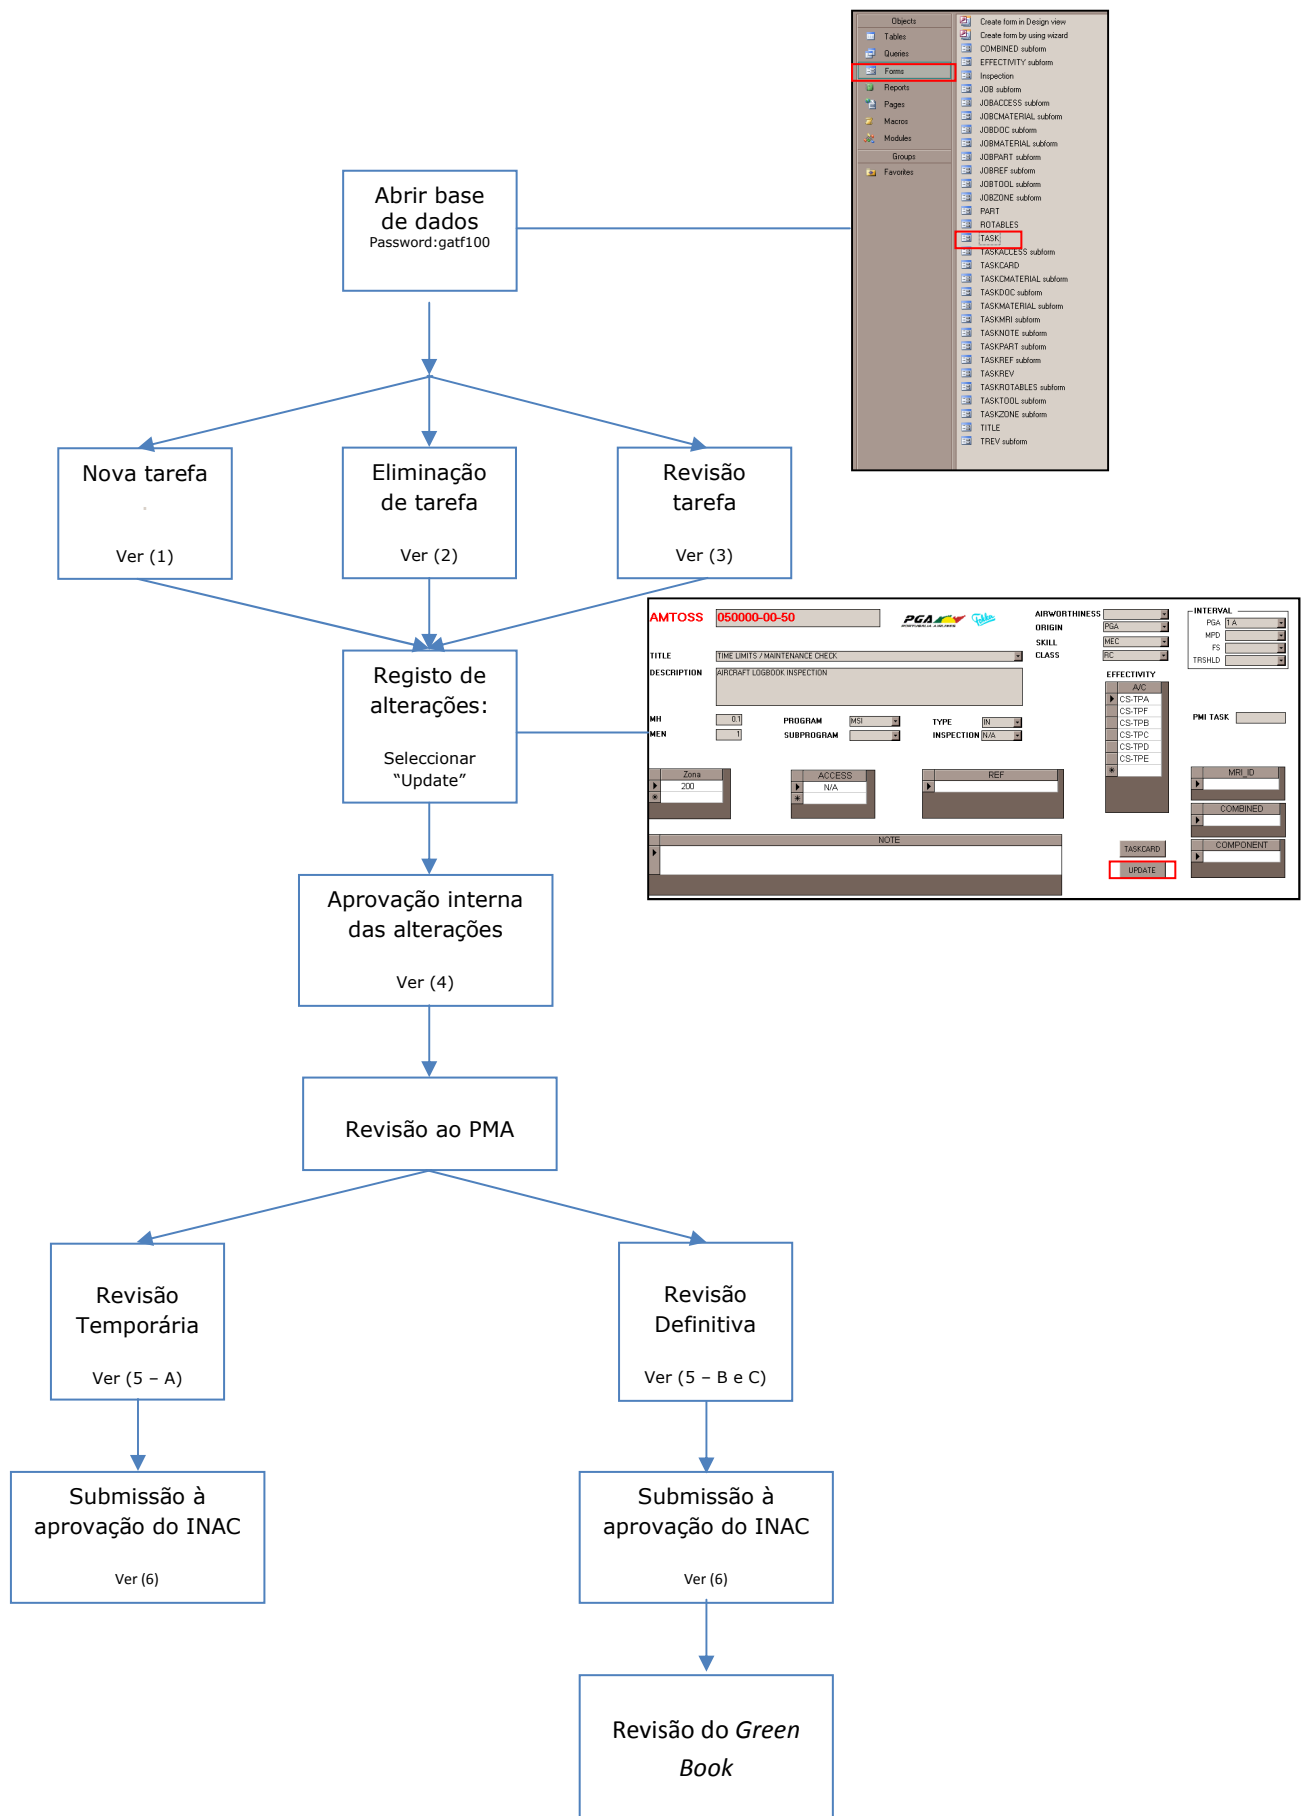 Objects
Tables
Queries
Forms
Reports
Pages
Macros
Modules
Groups
Favorites
Create form in Design view
Create form by using wizard
COMBINED subform
EFFECTIVITY subform
Inspection
JOB subform
JOBACCESS subform
JOBCMATERIAL subform
JOBDOC subform
JOBMATERIAL subform
JOBPART subform
JOBREF subform
JOBTOOL subform
JOBZONE subform
PART
ROTABLES
TASK
TASKACCESS subform
TASKCARD
TASKCMATERIAL subform
TASKDOC subform
TASKMATERIAL subform
TASKMRI subform
TASKNOTE subform
TASKPART subform
TASKREF subform
TASKREV
TASKROTABLES subform
TASKTOOL subform
TASKZONE subform
TITLE
TREV subform
Abrir base
de dados
Password:gatf100
Nova tarefa
Ver (1)
Eliminação
de tarefa
Ver (2)
Revisão
tarefa
Ver (3)
Registo de
alterações:
Seleccionar
“Update”
AMTOSS 050000-00-50
PGA
Fokker
AIRWORTHINESS
ORIGIN PGA
SKILL MEC
CLASS RC
INTERVAL
PGA 1 A
MPD
FS
TRSHLD
TITLE TIME LIMITS / MAINTENANCE CHECK
DESCRIPTION AIRCRAFT LOGBOOK INSPECTION
EFFECTIVITY
A/C
CS-TPA
CS-TPF
CS-TPB
CS-TPC
CS-TPD
CS-TPE
PMI TASK
MH 0.1
MEN 1
PROGRAM MSI
SUBPROGRAM
TYPE IN
INSPECTION N/A
Zona
200
ACCESS
N/A
REF
MRI_ID
COMBINED
COMPONENT
NOTE
TASKCARD
UPDATE
Aprovação interna
das alterações
Ver (4)
Revisão ao PMA
Revisão
Temporária
Ver (5 – A)
Revisão
Definitiva
Ver (5 – B e C)
Submissão à
aprovação do INAC
Ver (6)
Submissão à
aprovação do INAC
Ver (6)
Revisão do Green
Book